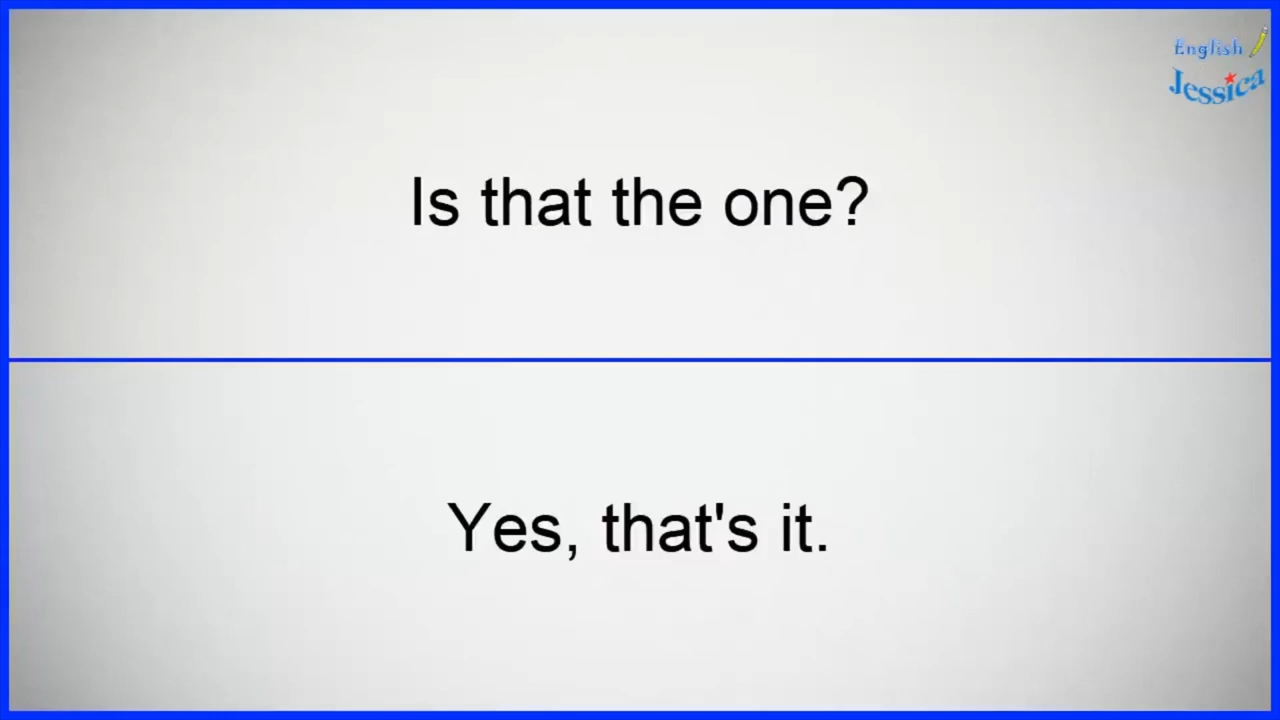 English
Jessica
Is that the one?
Yes, that's it.